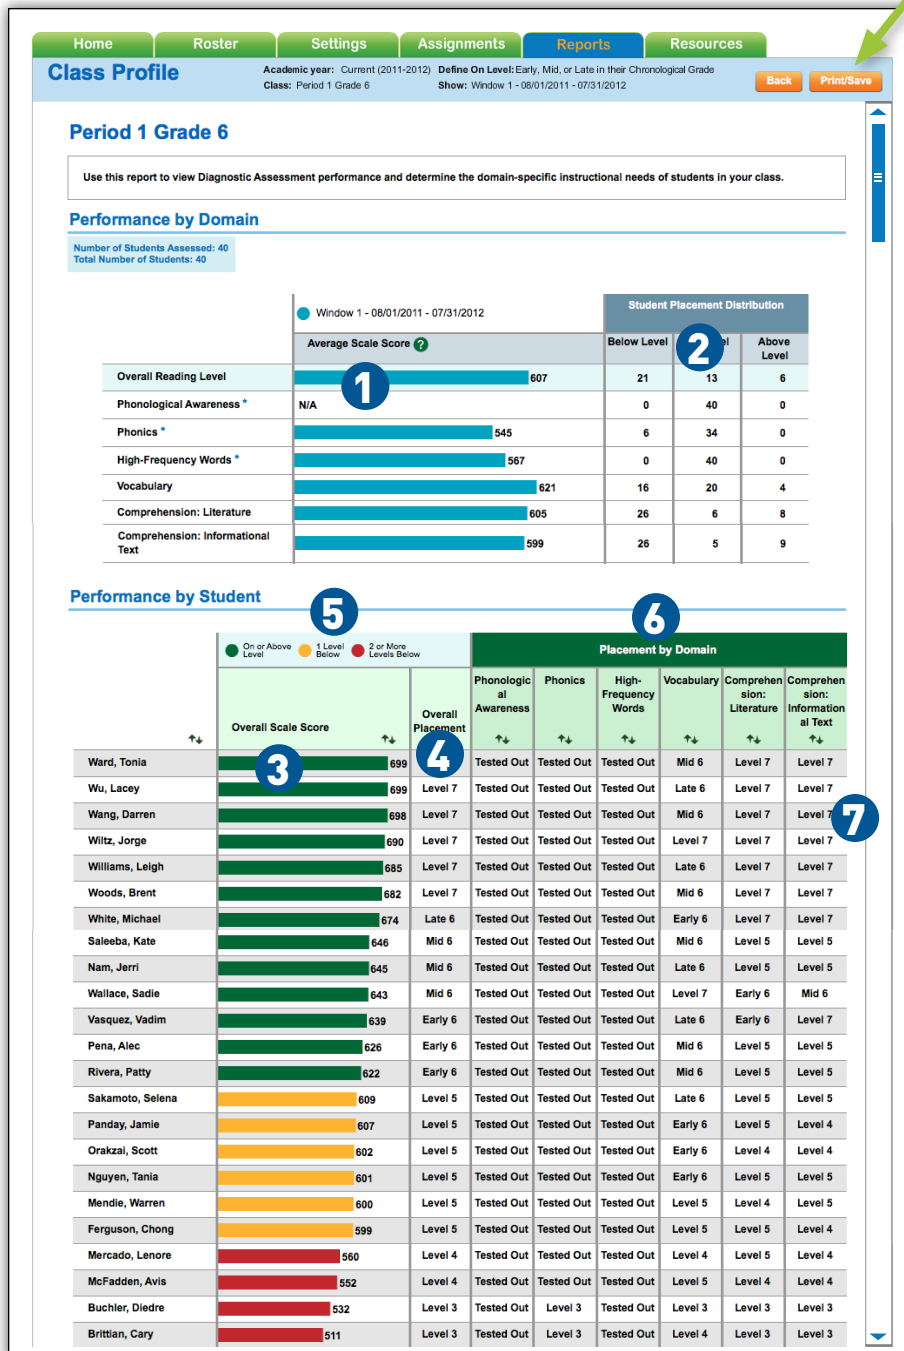 Home Roster Settings Assignments Reports Resources
Class Profile
Academic year: Current (2011-2012) Define On Level: Early, Mid, or Late in their Chronological Grade
Class: Period 1 Grade 6 Show: Window 1 - 08/01/2011 - 07/31/2012
Back Print/Save
Period 1 Grade 6
Use this report to view Diagnostic Assessment performance and determine the domain-specific instructional needs of students in your class.
Performance by Domain
Number of Students Assessed: 40
Total Number of Students: 40
Window 1 - 08/01/2011 - 07/31/2012
Student Placement Distribution
Average Scale Score ?
Below Level
2
Above
Level
Overall Reading Level 1 607 21 13 6
Phonological Awareness * N/A 0 40 0
Phonics * 545 6 34 0
High-Frequency Words * 567 0 40 0
Vocabulary 621 16 20 4
Comprehension: Literature 605 26 6 8
Comprehension: Informational
Text 599 26 5 9
Performance by Student
5
6
On or Above
Level
1 Level
Below
2 or More
Levels Below
Placement by Domain
Overall Scale Score
Overall
Placement
Phonologic
al
Awareness
Phonics
High-
Frequency
Words
Vocabulary
Comprehen
sion:
Literature
Comprehen
sion:
Information
al Text
3
4
Ward, Tonia 699 Tested Out Tested Out Tested Out Mid 6 Level 7 Level 7
Wu, Lacey 699 Level 7 Tested Out Tested Out Tested Out Late 6 Level 7 Level 7
Wang, Darren 698 Level 7 Tested Out Tested Out Tested Out Mid 6 Level 7 Level 7
7
Wiltz, Jorge 690 Level 7 Tested Out Tested Out Tested Out Level 7 Level 7 Level 7
Williams, Leigh 685 Level 7 Tested Out Tested Out Tested Out Late 6 Level 7 Level 7
Woods, Brent 682 Level 7 Tested Out Tested Out Tested Out Mid 6 Level 7 Level 7
White, Michael 674 Late 6 Tested Out Tested Out Tested Out Early 6 Level 7 Level 7
Saleeba, Kate 646 Mid 6 Tested Out Tested Out Tested Out Mid 6 Level 5 Level 5
Nam, Jerri 645 Mid 6 Tested Out Tested Out Tested Out Late 6 Level 5 Level 5
Wallace, Sadie 643 Mid 6 Tested Out Tested Out Tested Out Level 7 Early 6 Mid 6
Vasquez, Vadim 639 Early 6 Tested Out Tested Out Tested Out Late 6 Early 6 Level 7
Pena, Alec 626 Early 6 Tested Out Tested Out Tested Out Mid 6 Level 5 Level 5
Rivera, Patty 622 Early 6 Tested Out Tested Out Tested Out Mid 6 Level 5 Level 5
Sakamoto, Selena 609 Level 5 Tested Out Tested Out Tested Out Late 6 Level 5 Level 5
Panday, Jamie 607 Level 5 Tested Out Tested Out Tested Out Early 6 Level 5 Level 4
Orakzai, Scott 602 Level 5 Tested Out Tested Out Tested Out Early 6 Level 4 Level 4
Nguyen, Tania 601 Level 5 Tested Out Tested Out Tested Out Early 6 Level 5 Level 5
Mendie, Warren 600 Level 5 Tested Out Tested Out Tested Out Level 5 Level 4 Level 5
Ferguson, Chong 599 Level 5 Tested Out Tested Out Tested Out Level 5 Level 5 Level 4
Mercado, Lenore 560 Level 4 Tested Out Tested Out Tested Out Level 4 Level 5 Level 4
McFadden, Avis 552 Level 4 Tested Out Tested Out Tested Out Level 5 Level 4 Level 4
Buchler, Diedre 532 Level 3 Tested Out Level 3 Tested Out Level 3 Level 3 Level 3
Brittian, Cary 511 Level 3 Tested Out Level 3 Tested Out Level 4 Level 3 Level 3